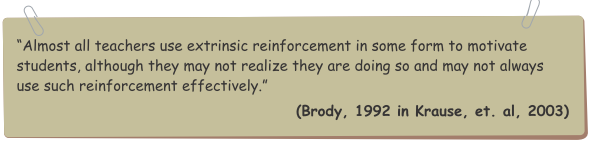 “Almost all teachers use extrinsic reinforcement in some form to motivate
students, although they may not realize they are doing so and may not always
use such reinforcement effectively.”
(Brody, 1992 in Krause, et. al, 2003)